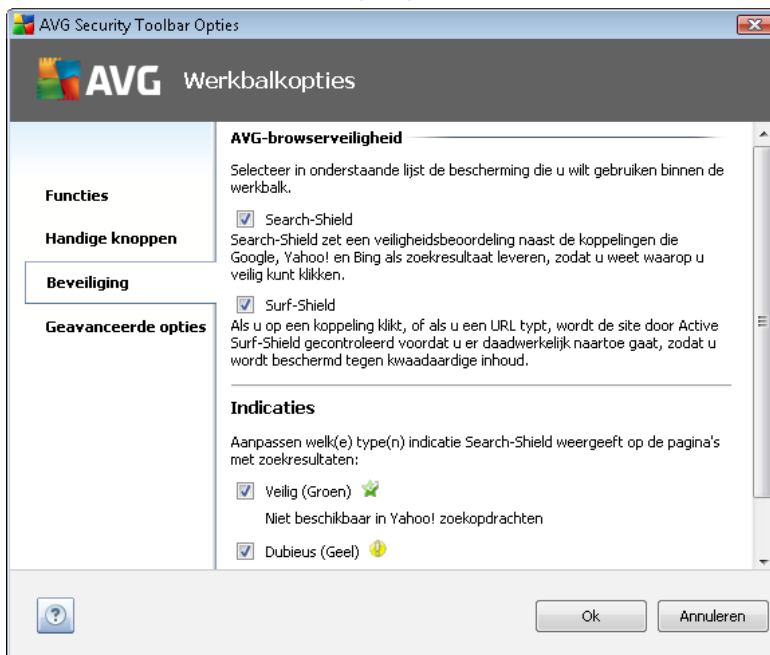 AVG Security Toolbar Opties
AVG Werkbalkopties
Functies
Handige knoppen
Beveiliging
Geavanceerde opties
AVG-browserveiligheid
Selecteer in onderstaande lijst de bescherming die u wilt gebruiken binnen de
werkbalk.
Search-Shield
Search-Shield zet een veiligheidsbeoordeling naast de koppelingen die
Google, Yahoo! en Bing als zoekresultaat leveren, zodat u weet waarop u
veilig kunt klikken.
Surf-Shield
Als u op een koppeling klikt, of als u een URL typt, wordt de site door Active
Surf-Shield gecontroleerd voordat u er daadwerkelijk naartoe gaat, zodat u
wordt beschermd tegen kwaadaardige inhoud.
Indicaties
Aanpassen welk(e) type(n) indicatie Search-Shield weergeeft op de pagina's
met zoekresultaten:
Veilig (Groen)
Niet beschikbaar in Yahoo! zoekopdrachten
Dubieus (Geel)
?
Ok
Annuleren